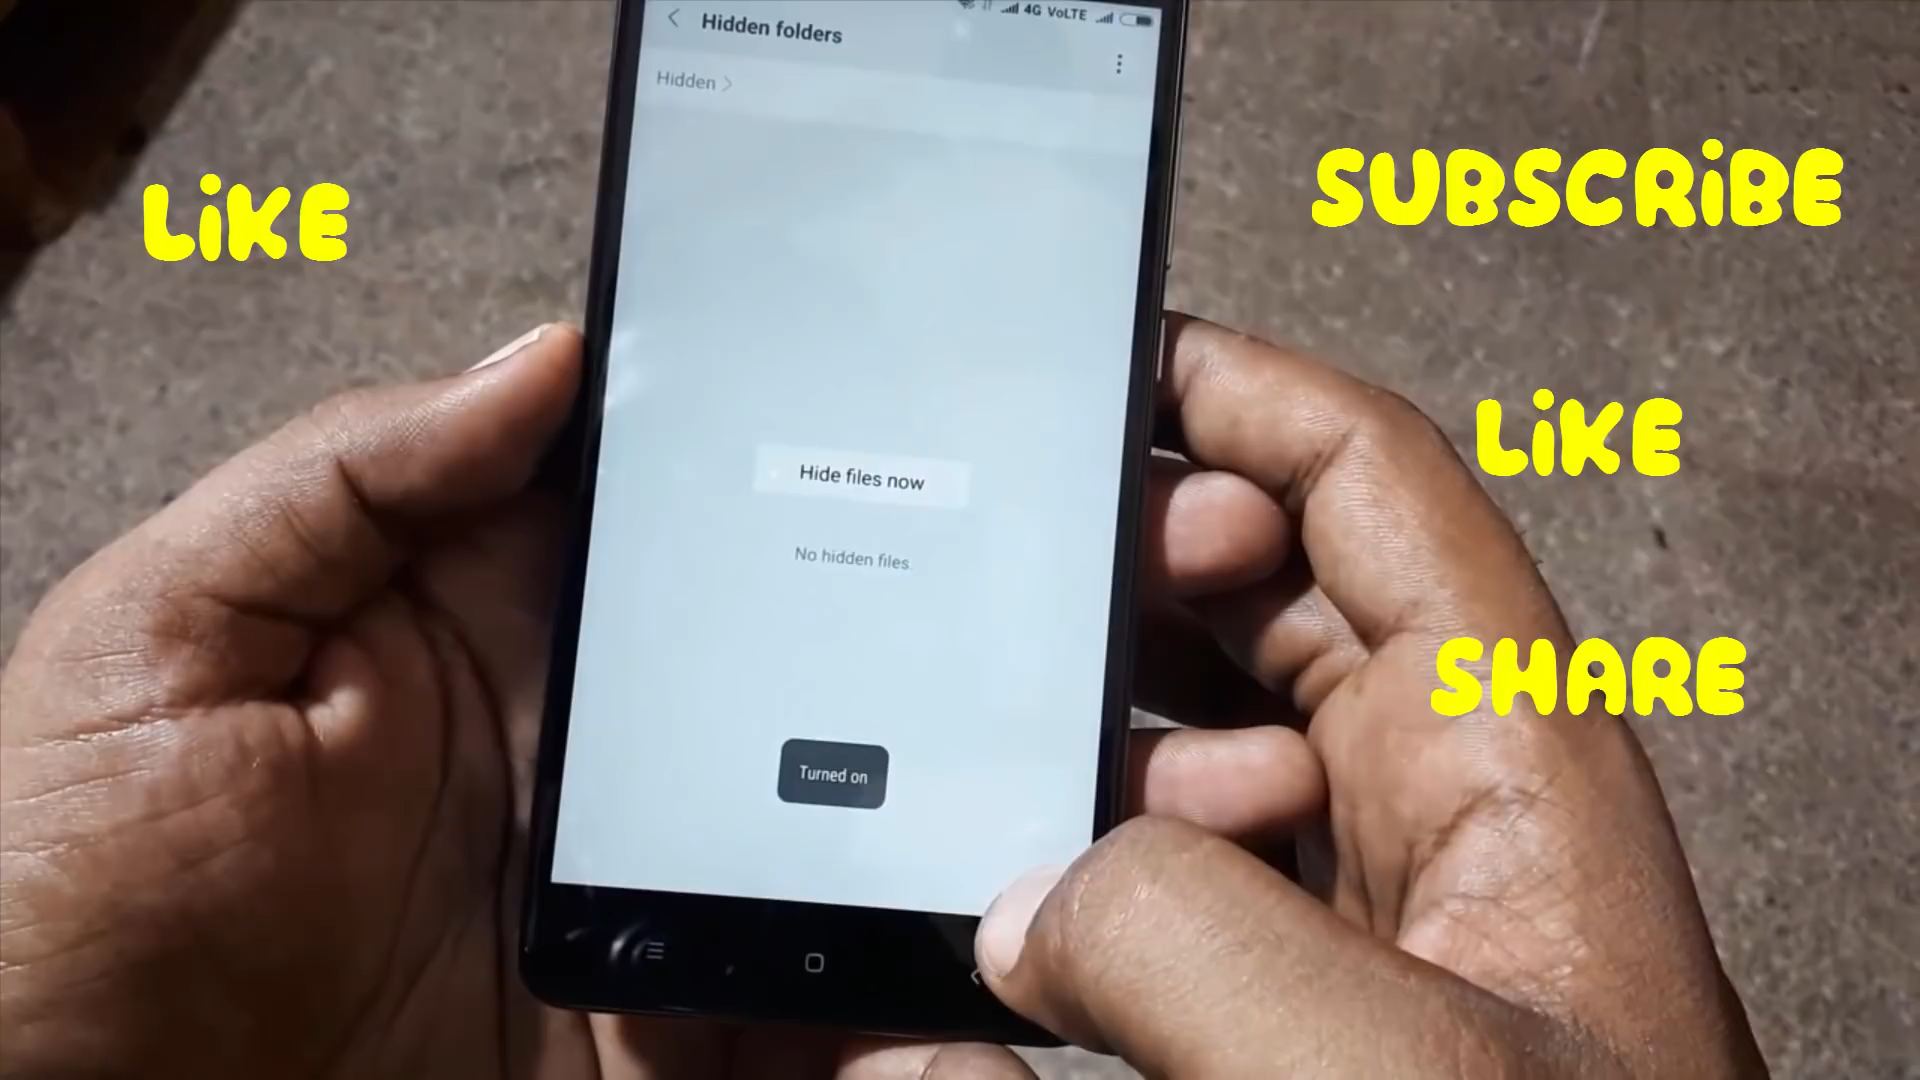 4G VoLTE
Hidden folders
Hidden
LiKE
SUBSCRiBE
LiKE
Hide files now
No hidden files.
SHARE
Turned on